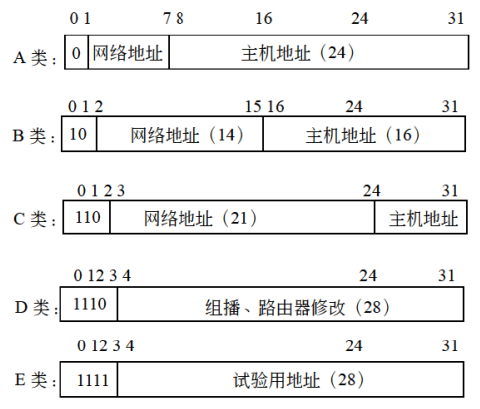 0 1 7 8 16 24 31
A 类: 0 网络地址 主机地址（24）
0 1 2 15 16 24 31
B 类: 10 网络地址（14） 主机地址（16）
0 1 2 3 24 31
C 类: 110 网络地址（21） 主机地址
0 12 3 4 24 31
D 类: 1110 组播、路由器修改（28）
0 12 3 4 24 31
E 类: 1111 试验用地址（28）